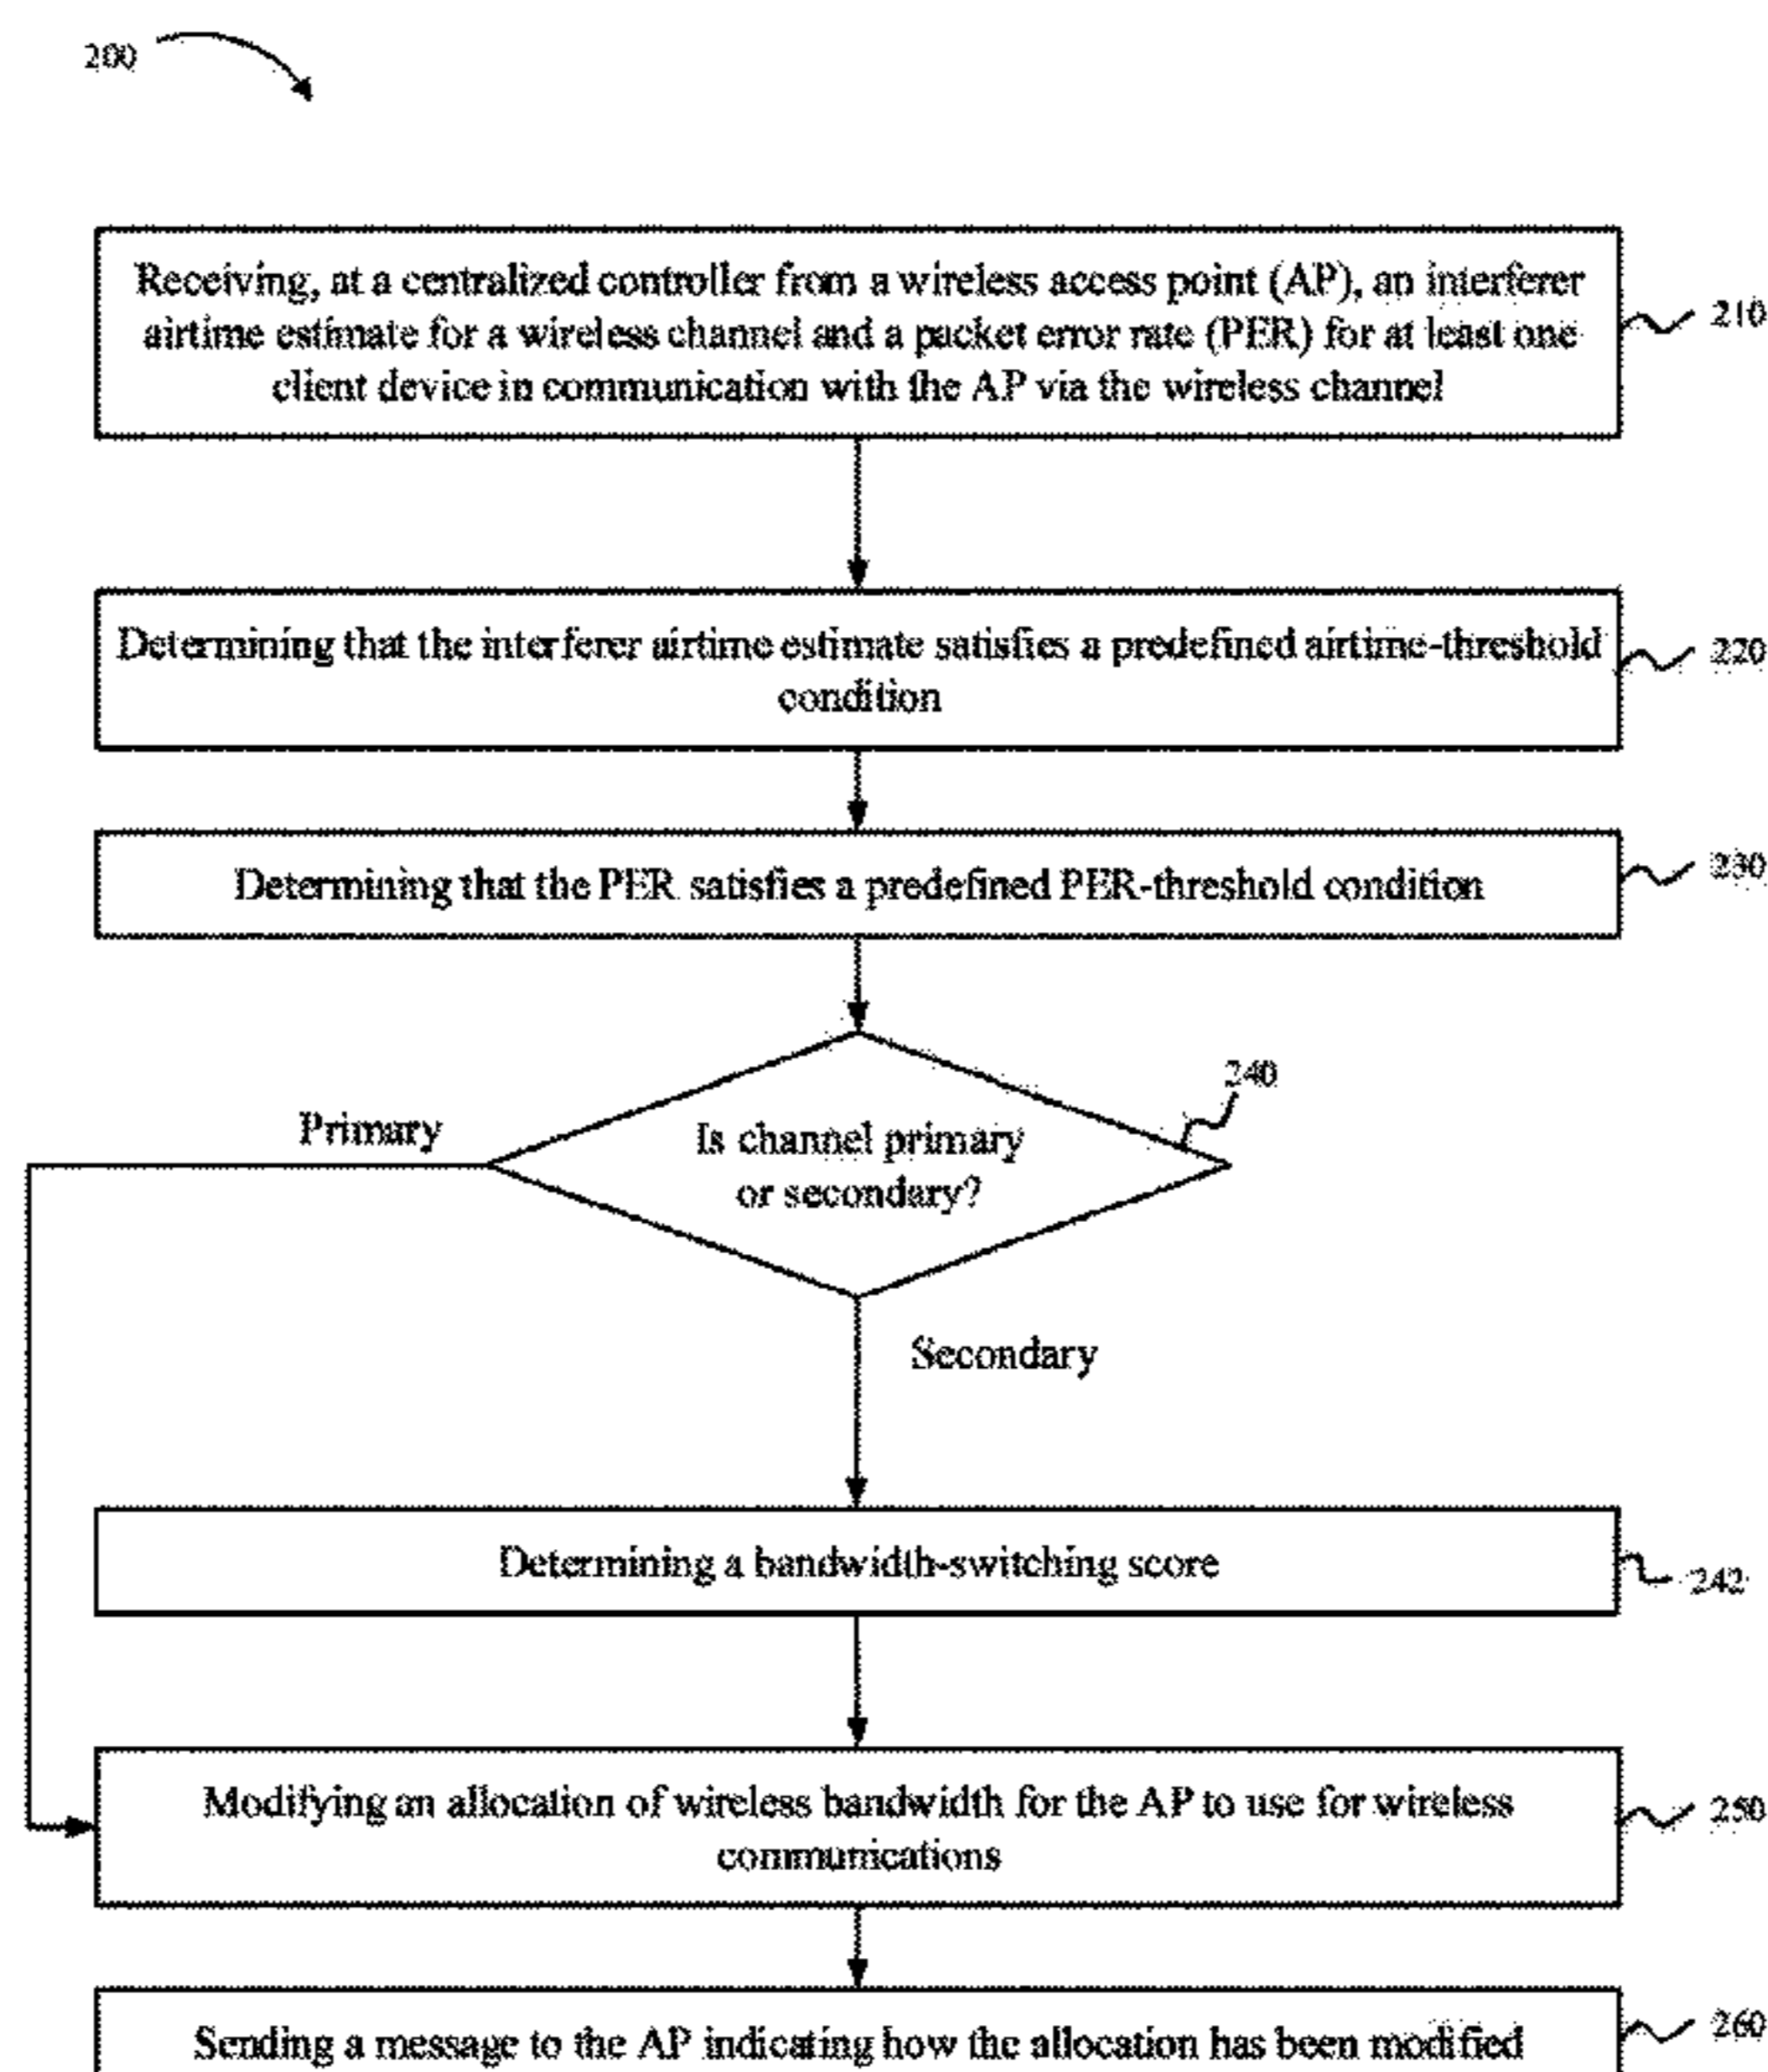 200
Receiving, at a centralized controller from a wireless access point (AP), an interferer
airtime estimate for a wireless channel and a packet error rate (PER) for at least one
client device in communication with the AP via the wireless channel
210
Determining that the interferer airtime estimate satisfies a predefined airtime-threshold
condition
220
Determining that the PER satisfies a predefined PER-threshold condition
230
240
Primary
Is channel primary
or secondary?
Secondary
Determining a bandwidth-switching score
242
Modifying an allocation of wireless bandwidth for the AP to use for wireless
communications
250
Sending a message to the AP indicating how the allocation has been modified
260